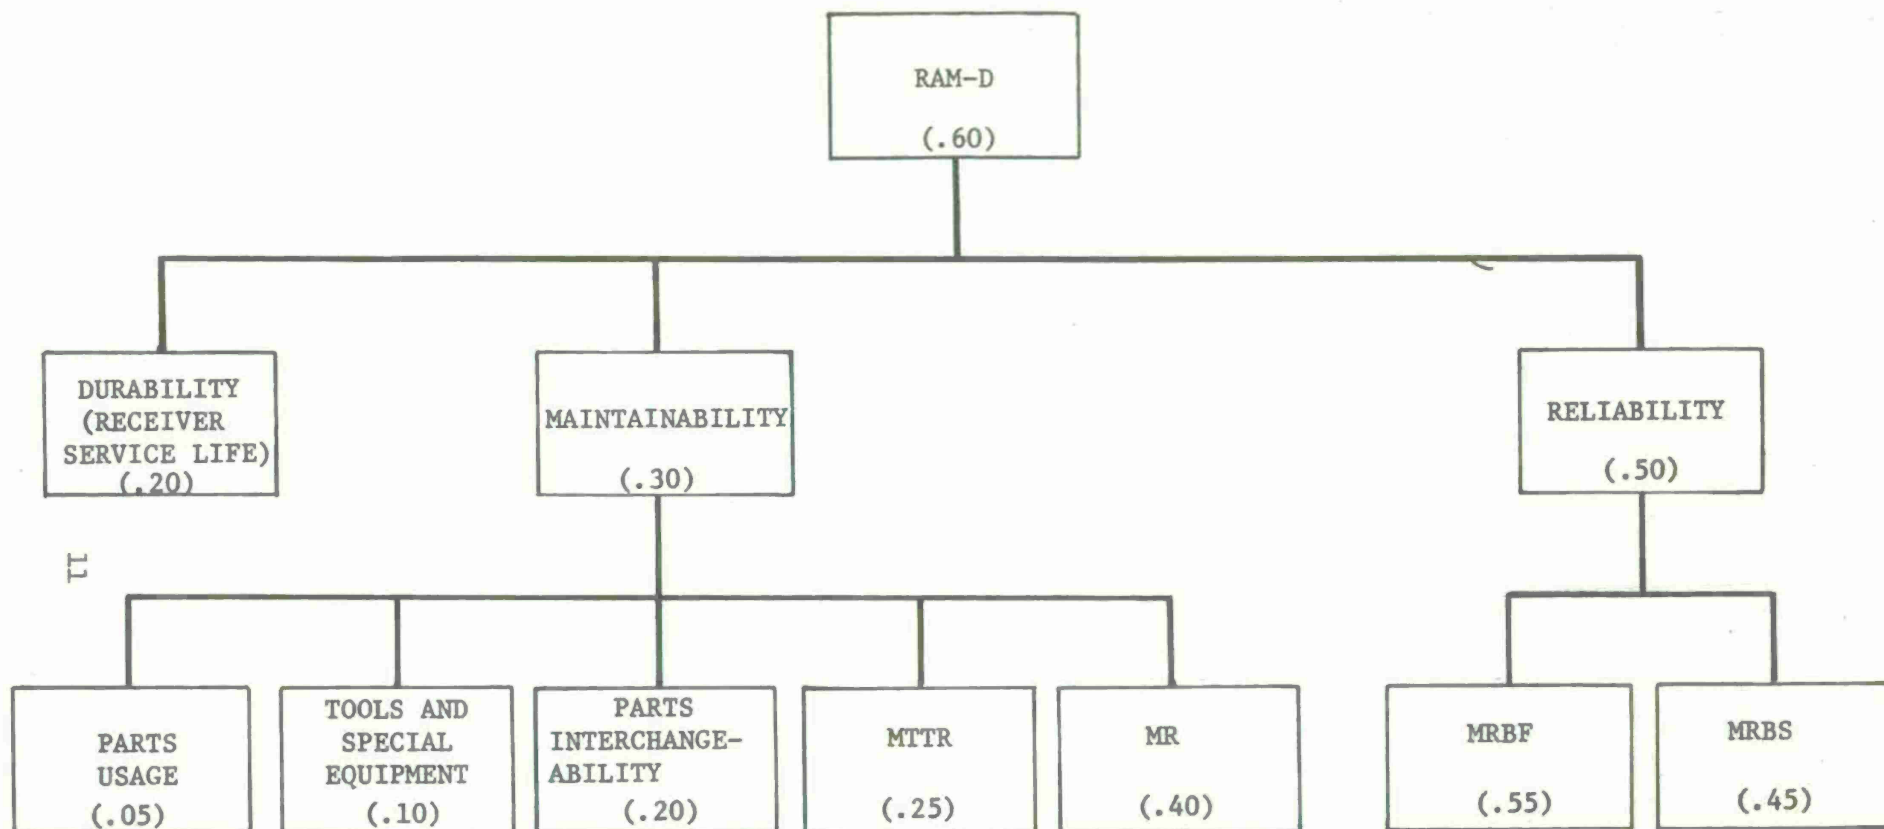 RAM-D
(.60)
DURABILITY
(RECEIVER
SERVICE LIFE)
(.20)
MAINTAINABILITY
(.30)
RELIABILITY
(.50)
11
PARTS
USAGE
(.05)
TOOLS AND
SPECIAL
EQUIPMENT
(.10)
PARTS
INTERCHANGE-
ABILITY
(.20)
MTTR
(.25)
MR
(.40)
MRBF
(.55)
MRBS
(.45)